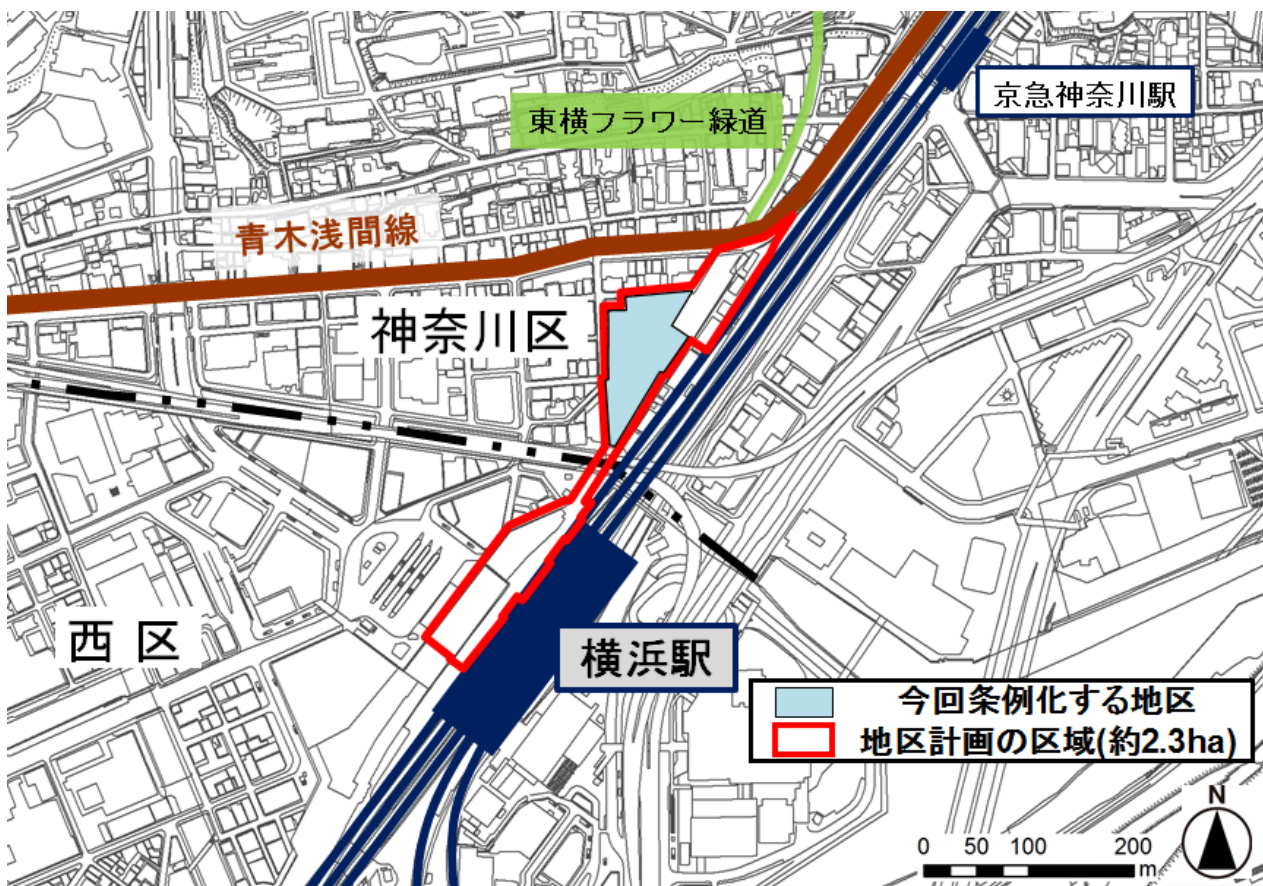 京急神奈川駅
東横フラワー緑道
青木浅間線
神奈川区
西区
横浜駅
今回条例化する地区
地区計画の区域(約2.3ha)
N
0 50 100 200
m